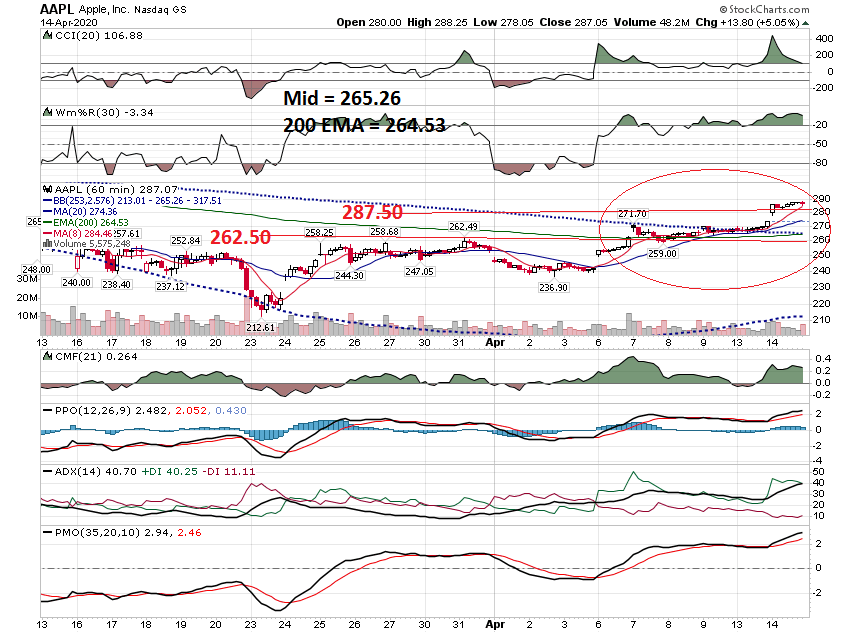 AAPL Apple, Inc. Nasdaq GS © StockCharts.com
14-Apr-2020 Open 280.00 High 288.25 Low 278.05 Close 287.05 Volume 48.2M Chg +13.80 (+5.05%)
CCI(20) 106.88
400
200
0
-200
Mid = 265.26
Wm%R(30) -3.34
200 EMA = 264.53
-20
-50
-80
AAPL (60 min) 287.07
BB(253,2.576) 213.01 - 265.26 - 317.51
MA(20) 274.36
EMA(200) 264.53
MA(8) 284.46
257.61
Volume 5,575,248
287.50
262.50
271.70
262.49
258.25
258.68
252.84
259.00
248.00
240.00
238.40
237.12
244.30
247.05
236.90
212.61
290
280
270
260
250
240
230
220
210
30M
20M
10M
13 16 17 18 19 20 23 24 25 26 27 30 31 Apr 2 3 6 7 8 9 13 14
CMF(21) 0.264
0.4
0.2
0.0
-0.2
PPO(12,26,9) 2.482, 2.052, 0.430
2
0
-2
-4
ADX(14) 40.70 +DI 40.25 -DI 11.11
50
40
30
20
10
PMO(35,20,10) 2.94, 2.46
2
0
-2
13 16 17 18 19 20 23 24 25 26 27 30 31 Apr 2 3 6 7 8 9 13 14